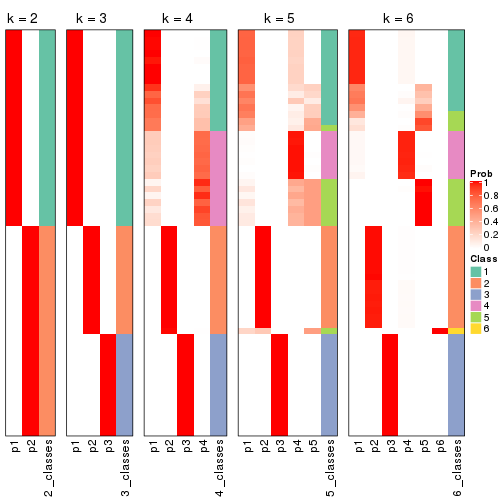 k = 2
k = 3
k = 4
k = 5
k = 6
Prob
1
0.8
0.6
0.4
0.2
0
Class
1
2
3
4
5
6
p1
p2
2_classes
p1
p2
p3
3_classes
p1
p2
p3
p4
4_classes
p1
p2
p3
p4
p5
5_classes
p1
p2
p3
p4
p5
p6
6_classes